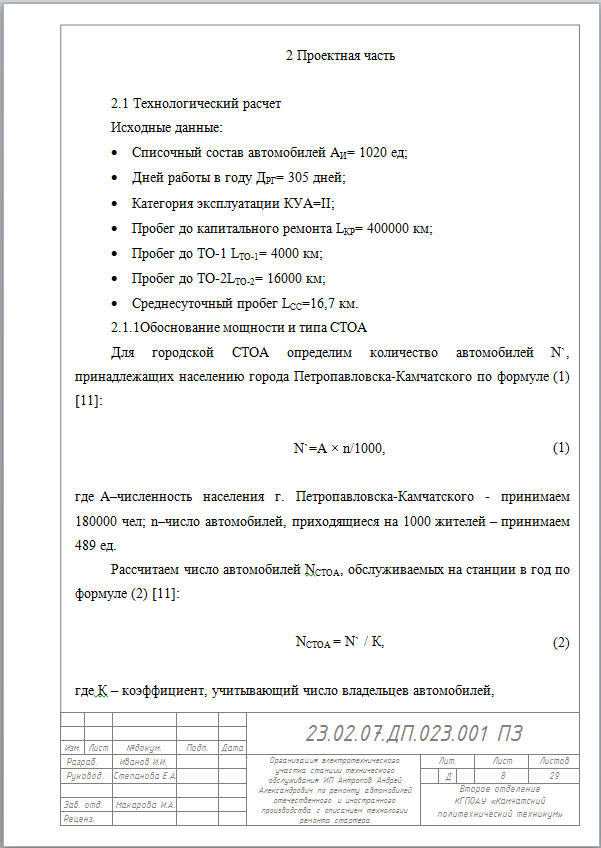 2 Проектная часть
2.1 Технологический расчет
Исходные данные:
• Списочный состав автомобилей АИ= 1020 ед;
• Дней работы в году ДРГ= 305 дней;
• Категория эксплуатации КУА=II;
• Пробег до капитального ремонта LКР= 400000 км;
• Пробег до ТО-1 LТО-1= 4000 км;
• Пробег до ТО-2LТО-2= 16000 км;
• Среднесуточный пробег LСС=16,7 км.
2.1.1Обоснование мощности и типа СТОА
Для городской СТОА определим количество автомобилей N`,
принадлежащих населению города Петропавловска-Камчатского по формуле (1)
[11]:
N`=А × n/1000, (1)
где А–численность населения г. Петропавловска-Камчатского - принимаем
180000 чел; n–число автомобилей, приходящиеся на 1000 жителей – принимаем
489 ед.
Рассчитаем число автомобилей NСТОА, обслуживаемых на станции в год по
формуле (2) [11]:
NСТОА = N` / К, (2)
где К – коэффициент, учитывающий число владельцев автомобилей,
23.02.07.ДП.023.001 ПЗ
Изм. Лист №докум. Подп. Дата
Разраб. Иванов И.И.
Руковод. Степанова Е.А.
Зав. отд. Макарова И.А.
Реценз.
Организация электротехнического
участка станции технического
обслуживания ИП Антропов Андрей
Александрович по ремонту автомобилей
отечественного и иностранного
производства с описанием технологии
ремонта стартера
Лит. Лист Листов
Д 8 29
Второе отделение
КГПОАУ «Камчатский
политехнический техникум»